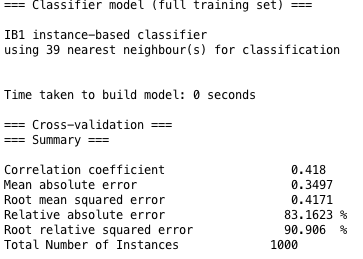 === Classifier model (full training set) ===
IB1 instance-based classifier
using 39 nearest neighbour(s) for classification
Time taken to build model: 0 seconds
=== Cross-validation ===
=== Summary ===
Correlation coefficient 0.418
Mean absolute error 0.3497
Root mean squared error 0.4171
Relative absolute error 83.1623 %
Root relative squared error 90.906 %
Total Number of Instances 1000